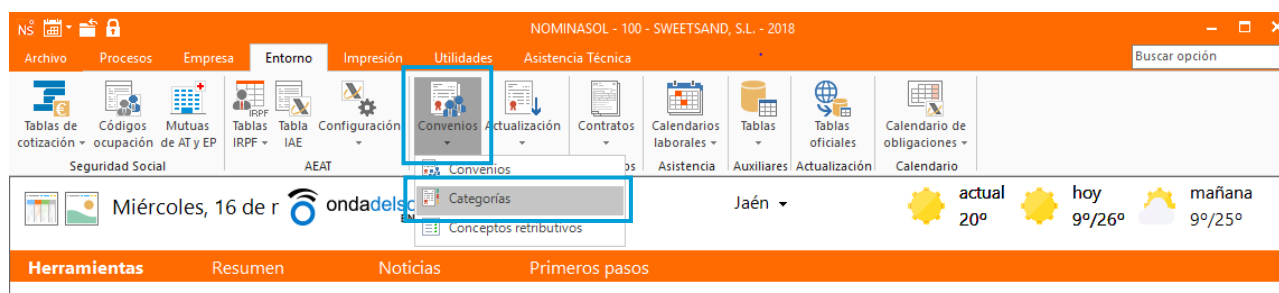 NOMINASOL - 100 - SWEETSAND, S.L. - 2018
Archivo Procesos Empresa Entorno Impresión Utilidades Asistencia Técnica Buscar opción
Tablas de cotización
Códigos ocupación
Mutuas de AT y EP
Tablas IRPF
Tabla IAE
Configuración
Convenios
Actualización
Contratos
Calendarios laborales
Tablas
Tablas oficiales
Calendario de obligaciones
Seguridad Social AEAT Asistencia Auxiliares Actualización Calendario
Convenios
Categorías
Conceptos retributivos
Miércoles, 16 de ondadelso Jaén
actual 20º
hoy 9º/26º
mañana 9º/25º
Herramientas Resumen Noticias Primeros pasos